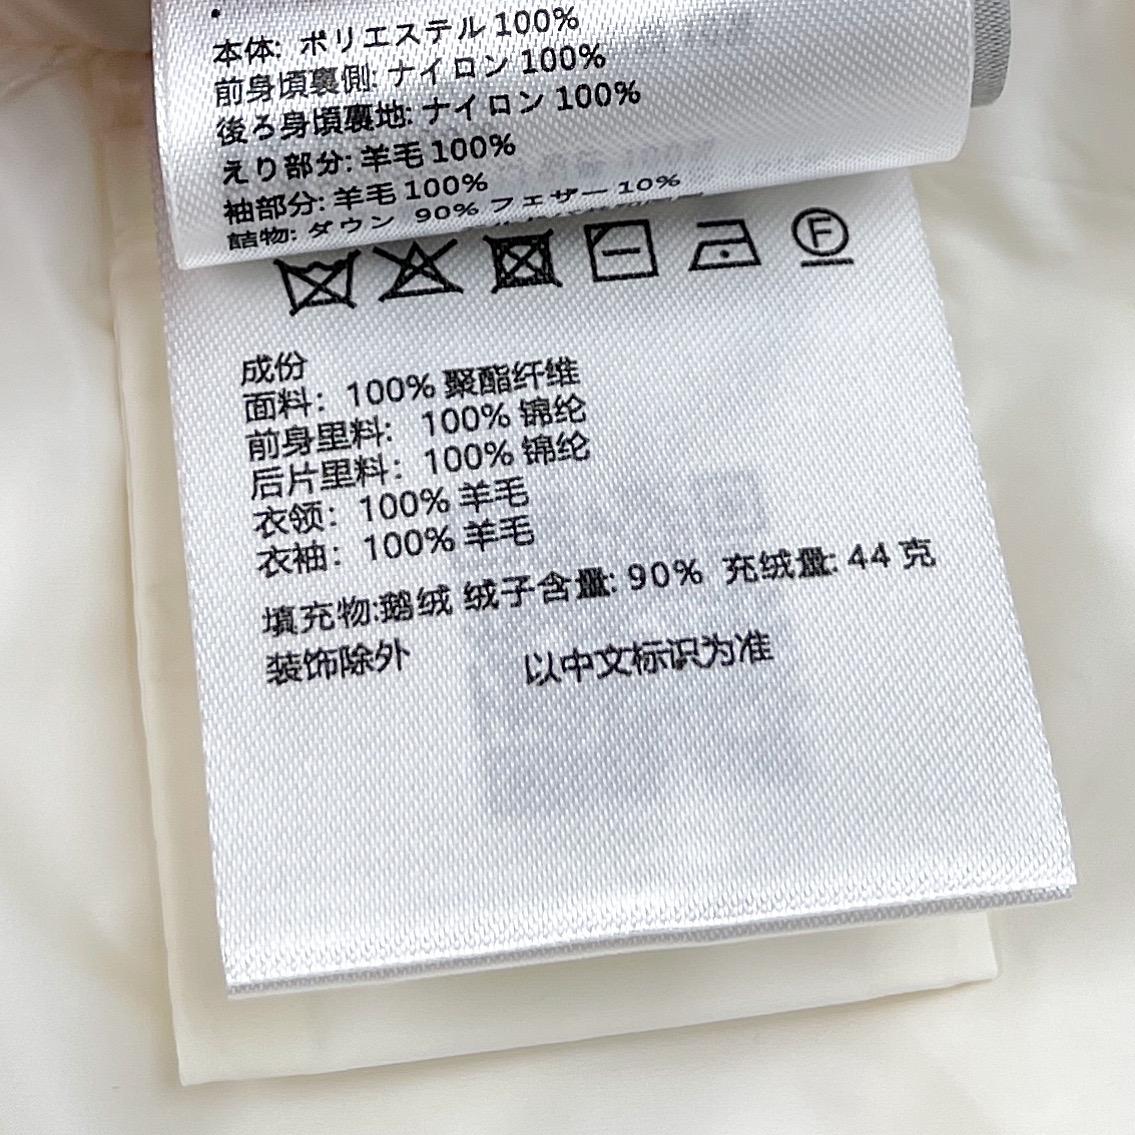 本体: ポリエステル 100%
前身頃裏側: ナイロン 100%
後ろ身頃裏地: ナイロン 100%
えり部分: 羊毛 100%
袖部分: 羊毛 100%
詰物: ダウン 90% フェザー 10%
F
成份
面料：100% 聚酯纤维
前身里料：100% 锦纶
后片里料：100% 锦纶
衣领：100% 羊毛
衣袖：100% 羊毛
填充物:鹅绒 绒子含量: 90% 充绒量: 44 克
装饰除外 以中文标识为准